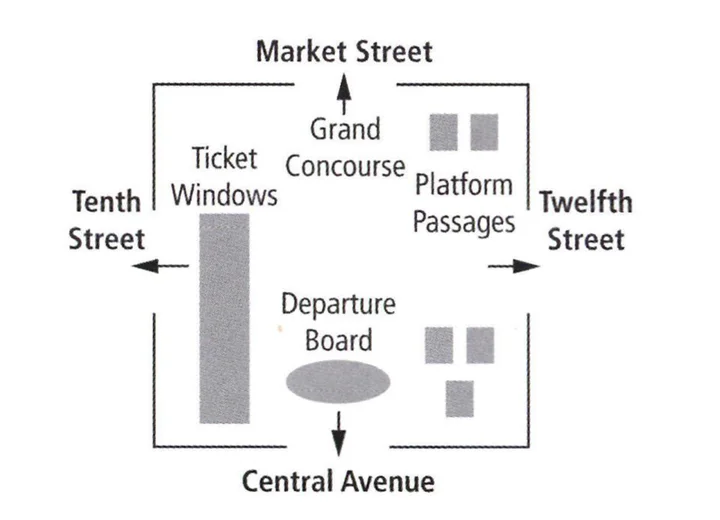 Market Street
Grand
Concourse
Ticket
Windows
Platform
Passages
Tenth
Street
Twelfth
Street
Departure
Board
Central Avenue